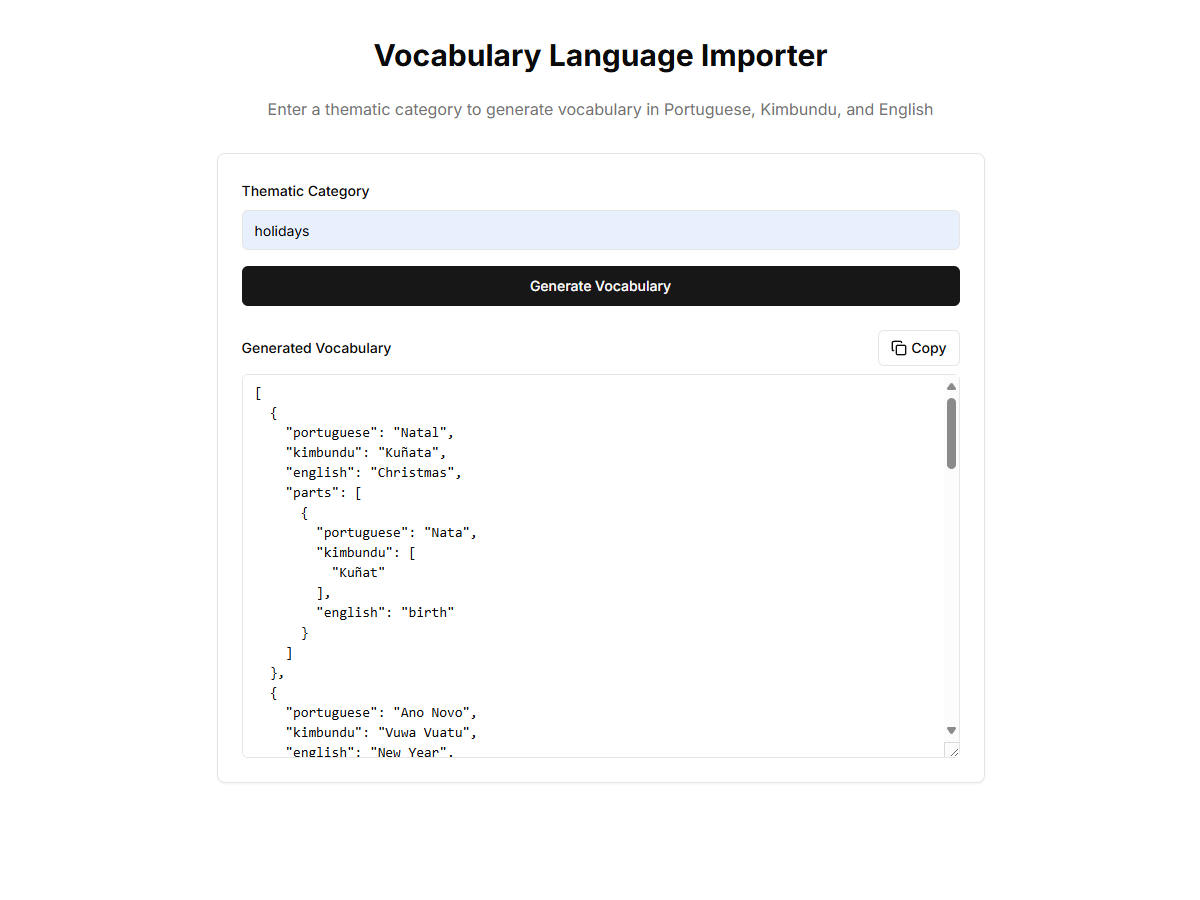 Vocabulary Language Importer
Enter a thematic category to generate vocabulary in Portuguese, Kimbundu, and English
Thematic Category
holidays
Generate Vocabulary
Generated Vocabulary
Copy
[
  {
    "portuguese": "Natal",
    "kimbundu": "Kuñata",
    "english": "Christmas",
    "parts": [
      {
        "portuguese": "Nata",
        "kimbundu": [
          "Kuñat"
        ],
        "english": "birth"
      }
    ]
  },
  {
    "portuguese": "Ano Novo",
    "kimbundu": "Vuwa Vuatu",
    "english": "New Year",